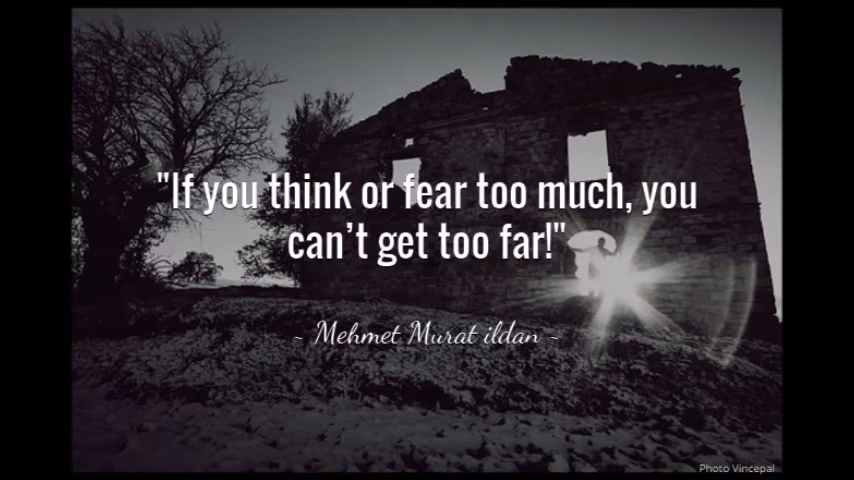 "If you think or fear too much, you
can’t get too far!"
~ Mehmet Murat ildan ~
Photo Vincepal